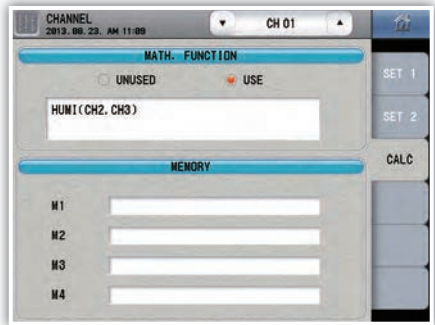 CHANNEL
2013. 08. 23. AM 11:09
CH 01
MATH. FUNCTION
UNUSED
USE
HUMI(CH2,CH3)
MEMORY
M1
M2
M3
M4
SET 1
SET 2
CALC